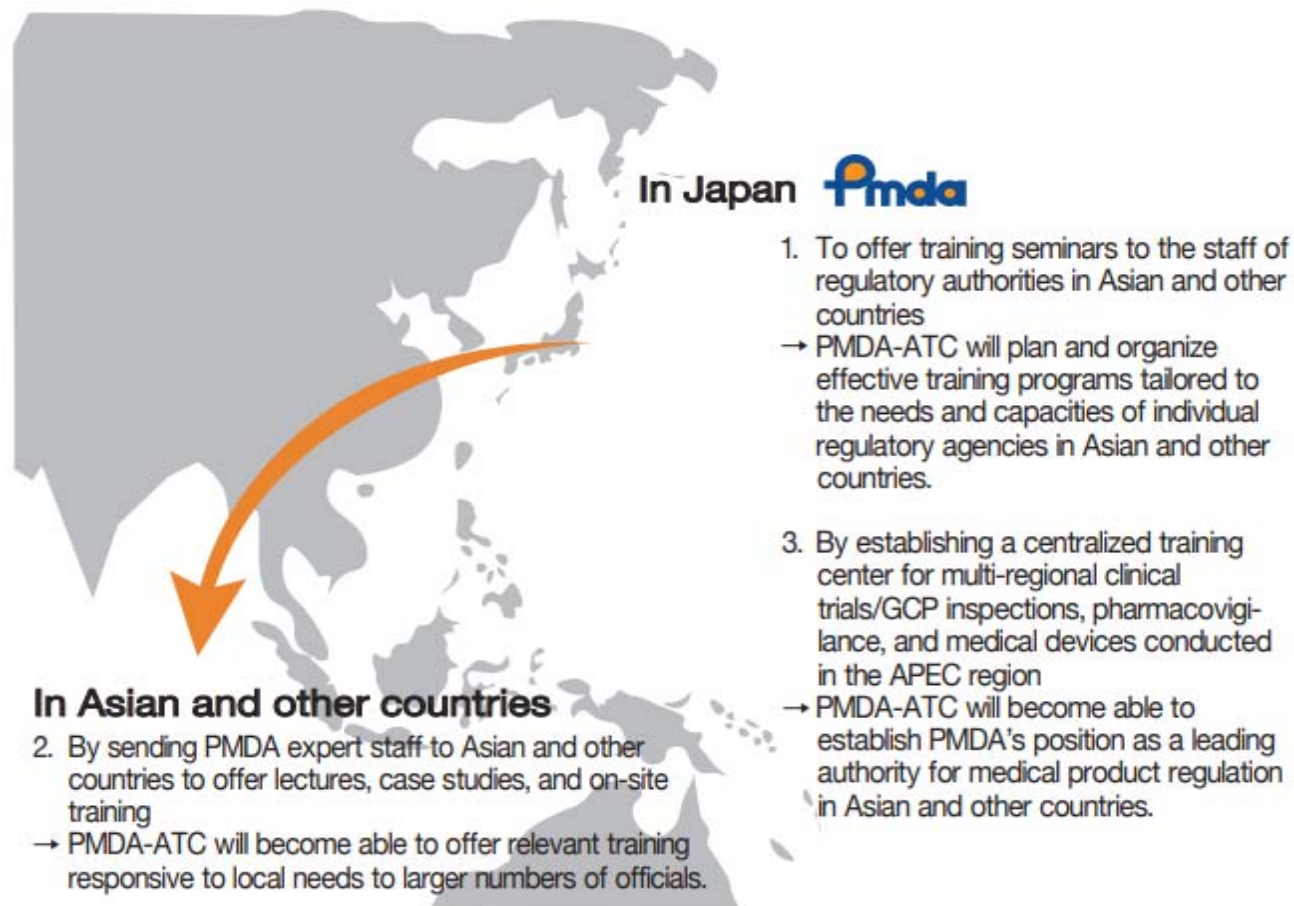 In Japan Pmda
1. To offer training seminars to the staff of
regulatory authorities in Asian and other
countries
→ PMDA-ATC will plan and organize
effective training programs tailored to
the needs and capacities of individual
regulatory agencies in Asian and other
countries.
3. By establishing a centralized training
center for multi-regional clinical
trials/GCP inspections, pharmacovigi-
lance, and medical devices conducted
in the APEC region
→ PMDA-ATC will become able to
establish PMDA's position as a leading
authority for medical product regulation
in Asian and other countries.
In Asian and other countries
2. By sending PMDA expert staff to Asian and other
countries to offer lectures, case studies, and on-site
training
→ PMDA-ATC will become able to offer relevant training
responsive to local needs to larger numbers of officials.